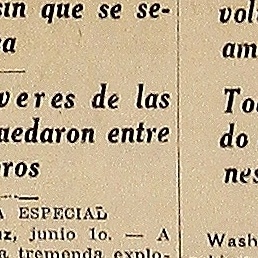 sin que se se-
veres de las
uedaron entre
ros
ESPECIAL
junio 1o. — A
tremenda explo-
vol
am
To
do
nes
Wash